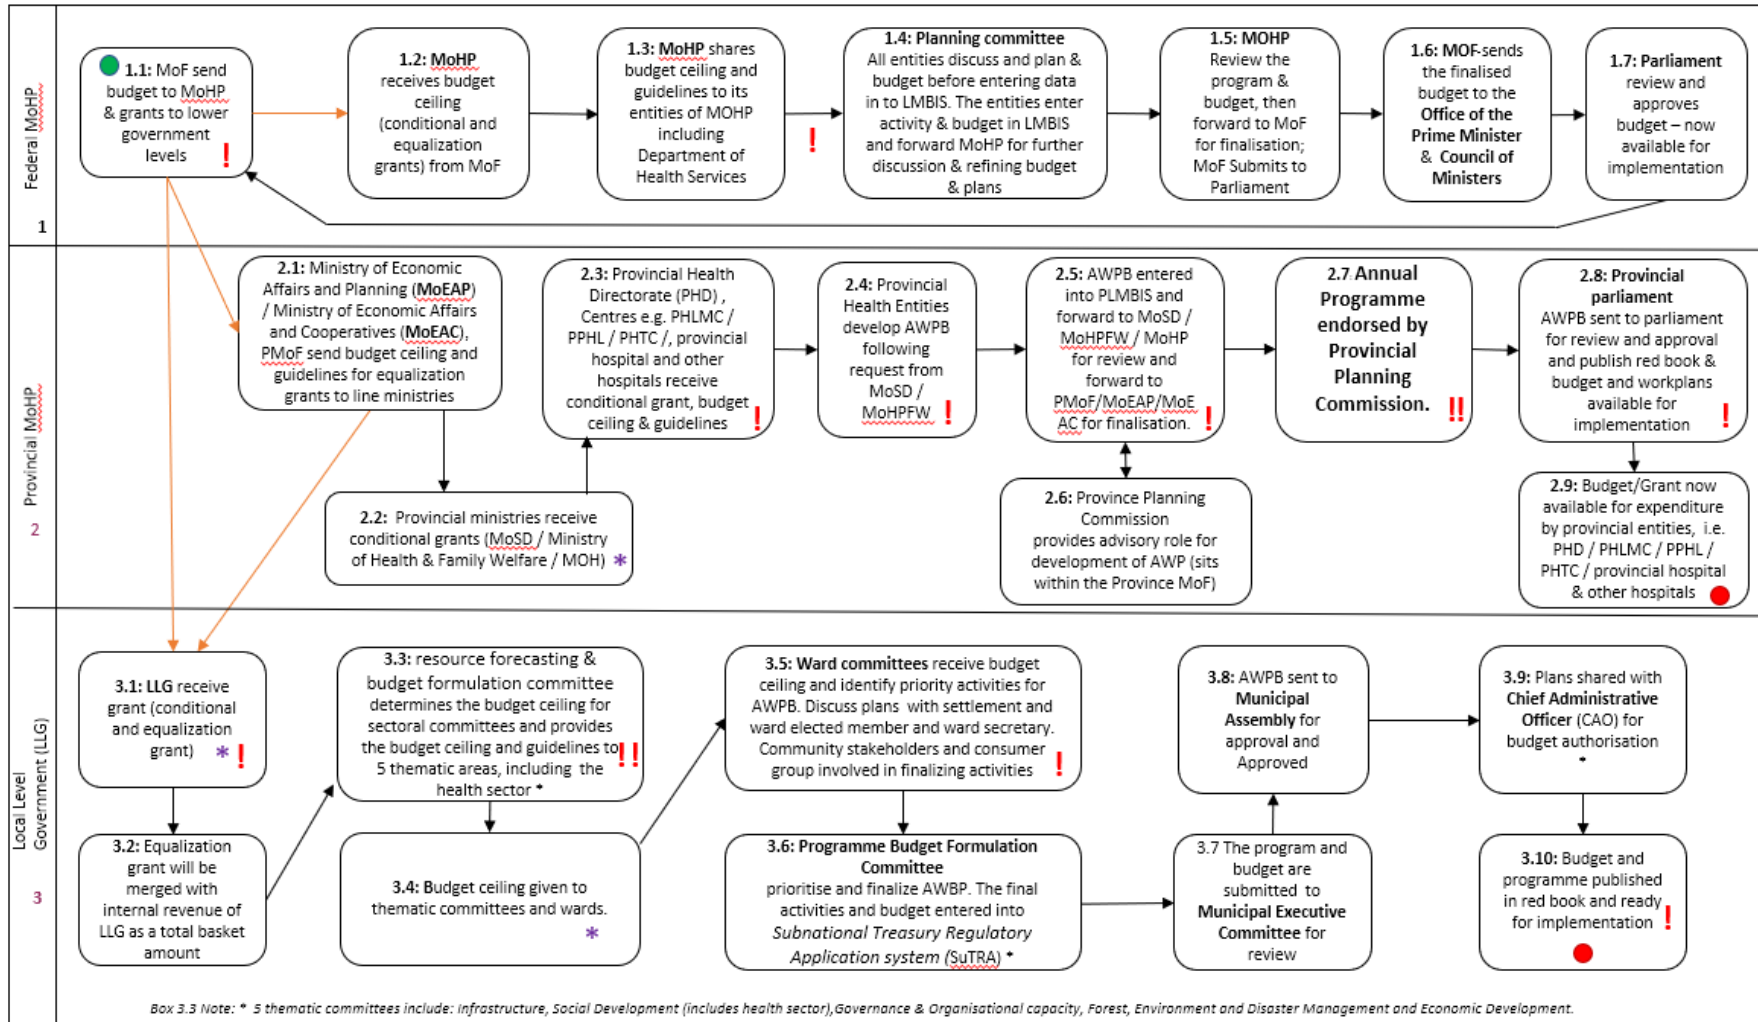 Federal MoHP
1
1.1: MoF send
budget to MoHP
& grants to lower
government
levels
!
1.2: MoHP
receives budget
ceiling
(conditional and
equalization
grants) from MoF
1.3: MoHP shares
budget ceiling and
guidelines to its
entities of MOHP
including
Department of
Health Services
!
1.4: Planning committee
All entities discuss and plan &
budget before entering data
in to LMBIS. The entities enter
activity & budget in LMBIS
and forward MoHP for further
discussion & refining budget
& plans
1.5: MOHP
Review the
program &
budget, then
forward to MoF
for finalisation;
MoF Submits to
Parliament
1.6: MOF-sends
the finalised
budget to the
Office of the
Prime Minister
& Council of
Ministers
1.7: Parliament
review and
approves
budget – now
available for
implementation
Provincial MoHP
2
2.1: Ministry of Economic
Affairs and Planning (MoEAP)
/ Ministry of Economic Affairs
and Cooperatives (MoEAC),
PMoF send budget ceiling and
guidelines for equalization
grants to line ministries
2.2: Provincial ministries receive
conditional grants (MoSD / Ministry
of Health & Family Welfare / MOH) *
2.3: Provincial Health
Directorate (PHD) ,
Centres e.g. PHLMC /
PPHL / PHTC /, provincial
hospital and other
hospitals receive
conditional grant, budget
ceiling & guidelines
!
2.4: Provincial
Health Entities
develop AWPB
following
request from
MoSD /
MoHPFW
!
2.5: AWPB entered
into PLMBIS and
forward to MoSD /
MoHPFW / MoHP
for review and
forward to
PMoF/MoEAP/MoE
AC for finalisation.
!
2.6: Province Planning
Commission
provides advisory role for
development of AWP (sits
within the Province MoF)
2.7 Annual
Programme
endorsed by
Provincial
Planning
Commission.
!!
2.8: Provincial
parliament
AWPB sent to parliament
for review and approval
and publish red book &
budget and workplans
available for
implementation
!
2.9: Budget/Grant now
available for expenditure
by provincial entities, i.e.
PHD / PHLMC / PPHL /
PHTC / provincial hospital
& other hospitals
Local Level
Government (LLG)
3
3.1: LLG receive
grant (conditional
and equalization
grant)
* !
3.2: Equalization
grant will be
merged with
internal revenue of
LLG as a total basket
amount
3.3: resource forecasting &
budget formulation committee
determines the budget ceiling for
sectoral committees and provides
the budget ceiling and guidelines to
5 thematic areas, including the
health sector *
!!
3.4: Budget ceiling given to
thematic committees and wards.
*
3.5: Ward committees receive budget
ceiling and identify priority activities for
AWPB. Discuss plans with settlement and
ward elected member and ward secretary.
Community stakeholders and consumer
group involved in finalizing activities
!
3.6: Programme Budget Formulation
Committee
prioritise and finalize AWBP. The final
activities and budget entered into
Subnational Treasury Regulatory
Application system (SuTRA) *
3.7 The program and
budget are
submitted to
Municipal Executive
Committee for
review
3.8: AWPB sent to
Municipal
Assembly for
approval and
Approved
3.9: Plans shared with
Chief Administrative
Officer (CAO) for
budget authorisation
*
3.10: Budget and
programme published
in red book and ready
for implementation
!
Box 3.3 Note: * 5 thematic committees include: Infrastructure, Social Development (includes health sector),Governance & Organisational capacity, Forest, Environment and Disaster Management and Economic Development.